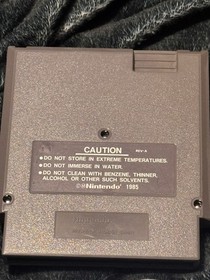 CAUTION REV-A
• DO NOT STORE IN EXTREME TEMPERATURES.
• DO NOT IMMERSE IN WATER.
• DO NOT CLEAN WITH BENZENE, THINNER,
ALCOHOL OR OTHER SUCH SOLVENTS.
©®Nintendo® 1985